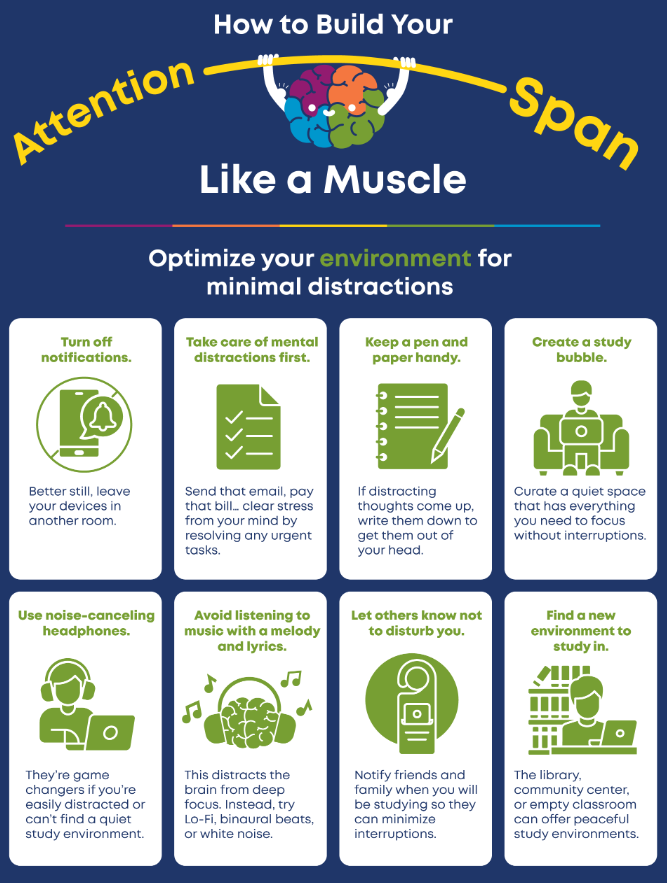 How to Build Your
Attention Span
Like a Muscle
Optimize your environment for
minimal distractions
Turn off
notifications.
Better still, leave
your devices in
another room.
Take care of mental
distractions first.
Send that email, pay
that bill... clear stress
from your mind by
resolving any urgent
tasks.
Keep a pen and
paper handy.
If distracting
thoughts come up,
write them down to
get them out of
your head.
Create a study
bubble.
Curate a quiet space
that has everything
you need to focus
without interruptions.
Use noise-canceling
headphones.
They're game
changers if you're
easily distracted or
can't find a quiet
study environment.
Avoid listening to
music with a melody
and lyrics.
This distracts the
brain from deep
focus. Instead, try
Lo-Fi, binaural beats,
or white noise.
Let others know not
to disturb you.
Notify friends and
family when you will
be studying so they
can minimize
interruptions.
Find a new
environment to
study in.
The library,
community center,
or empty classroom
can offer peaceful
study environments.